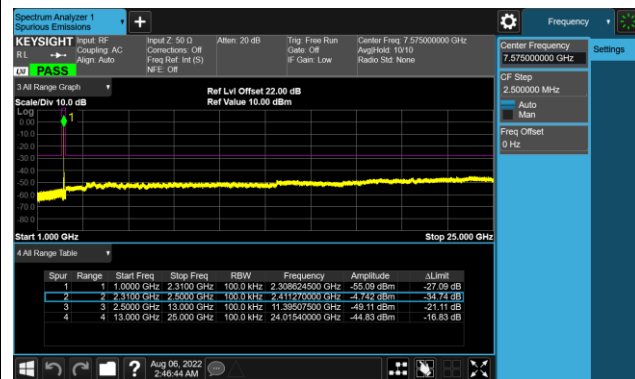 Spectrum Analyzer 1
Spurious Emissions
Frequency
KEYSIGHT
RL
LXI
PASS
Input: RF
Coupling: AC
Align: Auto
Input Z: 50 Ω
Corrections: Off
Freq Ref: Int (S)
NFE: Off
Atten: 20 dB
Trig: Free Run
Gate: Off
IF Gain: Low
Center Freq: 7.575000000 GHz
Avg|Hold: 10/10
Radio Std: None
Center Frequency
7.575000000 GHz
Settings
CF Step
2.500000 MHz
Auto
Man
Freq Offset
0 Hz
3 All Range Graph
Scale/Div 10.0 dB
Ref Lvl Offset 22.00 dB
Ref Value 10.00 dBm
Log
0.00
1
-10.0
-20.0
-30.0
-40.0
-50.0
-60.0
-70.0
-80.0
Start 1.000 GHz
Stop 25.000 GHz
4 All Range Table
Spur Range Start Freq Stop Freq RBW Frequency Amplitude ΔLimit
1 1 1.0000 GHz 2.3100 GHz 100.0 kHz 2.308624500 GHz -55.09 dBm -27.09 dB
2 2 2.3100 GHz 2.5000 GHz 100.0 kHz 2.411270000 GHz -4.742 dBm -34.74 dB
3 3 2.5000 GHz 13.000 GHz 100.0 kHz 11.39507500 GHz -49.11 dBm -21.11 dB
4 4 13.000 GHz 25.000 GHz 100.0 kHz 24.01540000 GHz -44.83 dBm -16.83 dB
?
Aug 06, 2022
2:46:44 AM